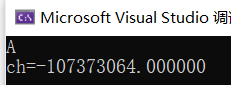 Microsoft Visual Studio 调
A
ch=-107373064.000000